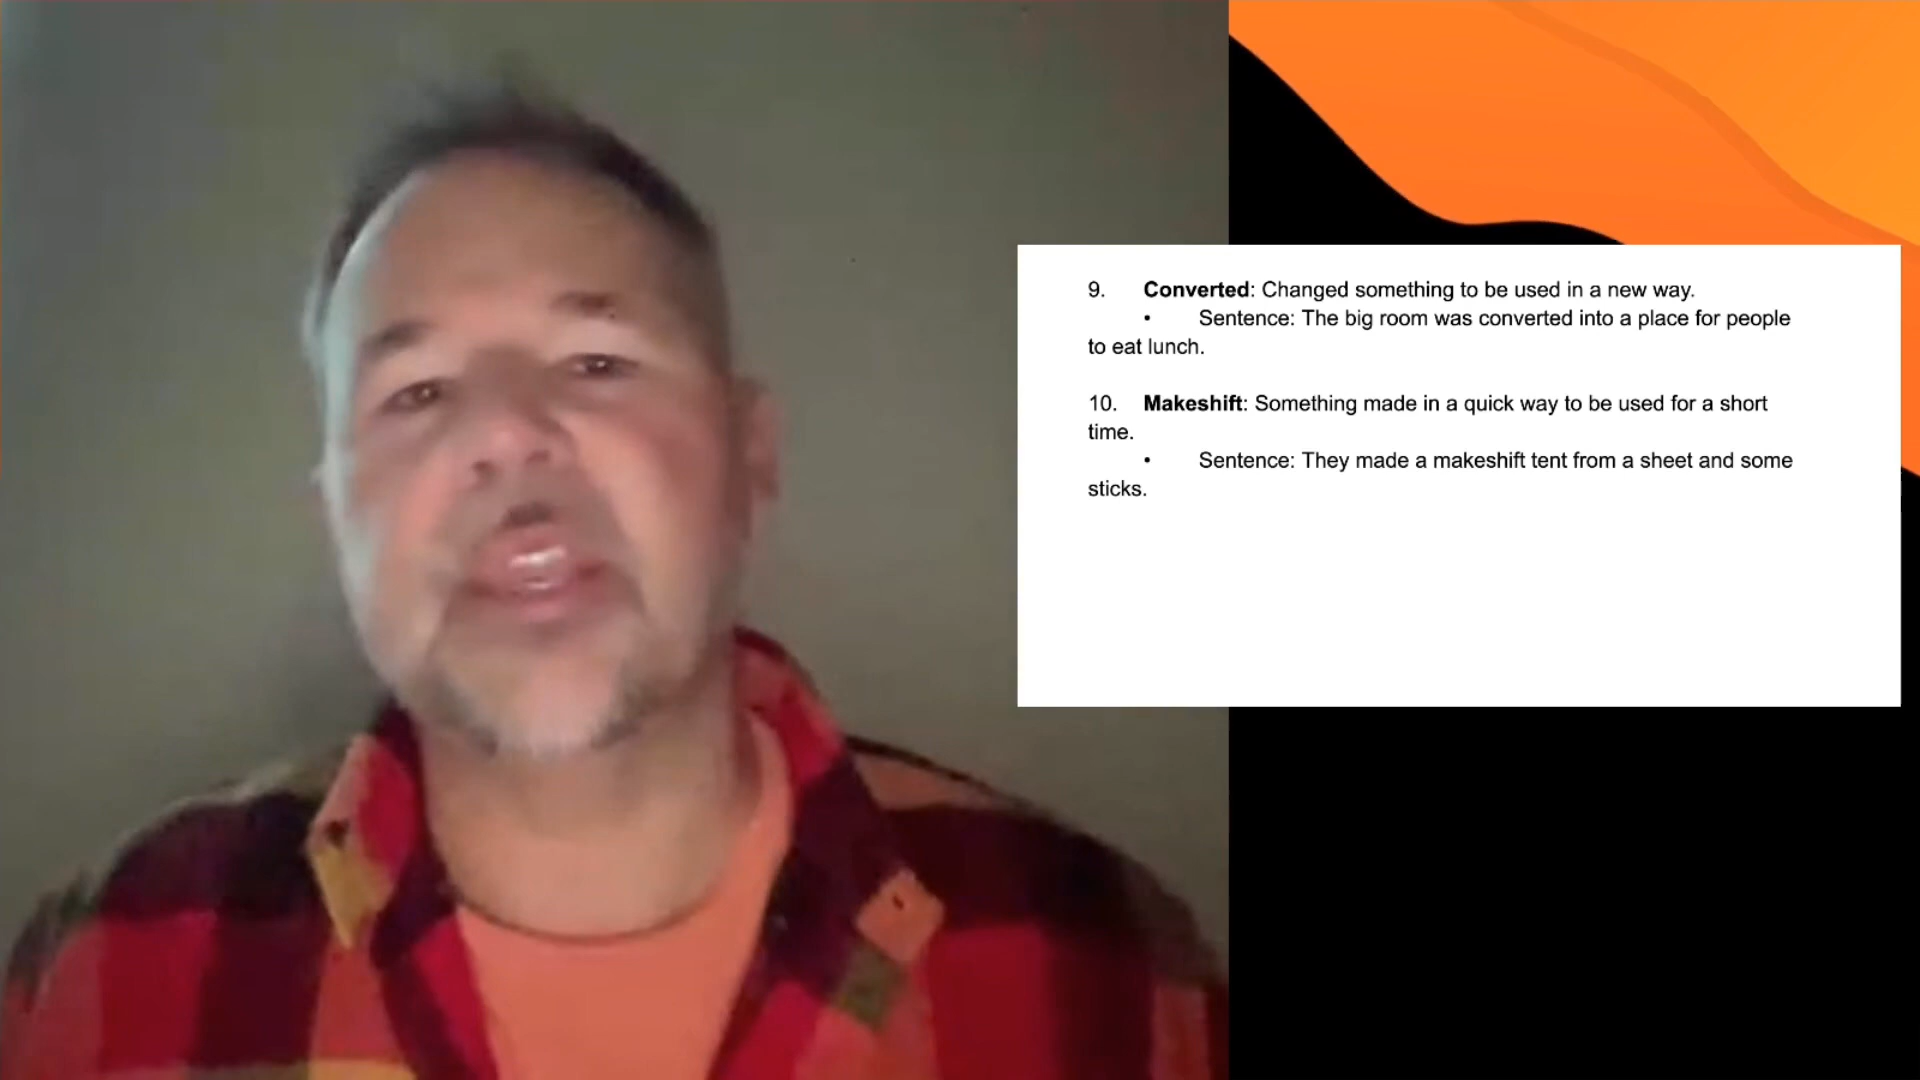 9. Converted: Changed something to be used in a new way.
• Sentence: The big room was converted into a place for people
to eat lunch.
10. Makeshift: Something made in a quick way to be used for a short
time.
• Sentence: They made a makeshift tent from a sheet and some
sticks.